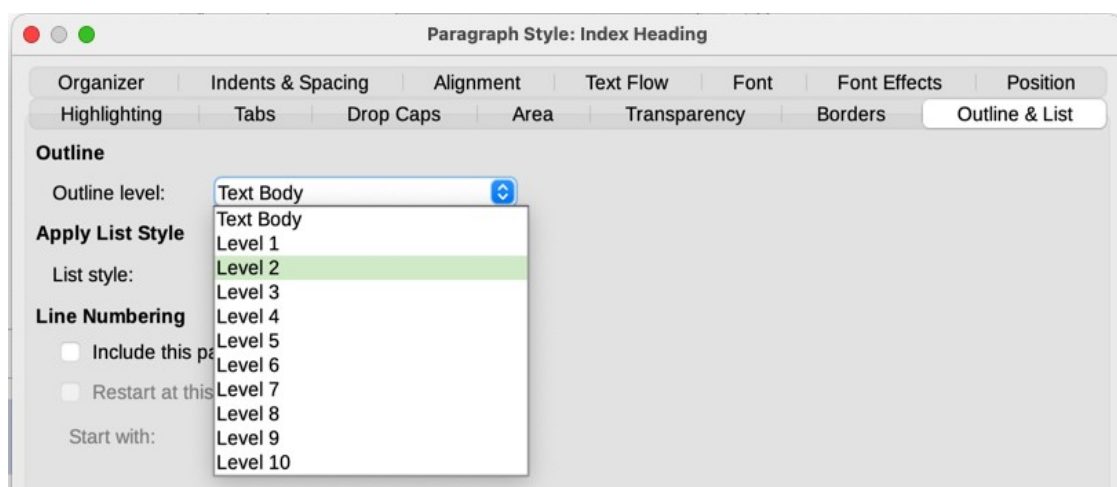 Paragraph Style: Index Heading
Organizer Indents & Spacing Alignment Text Flow Font Font Effects Position
Highlighting Tabs Drop Caps Area Transparency Borders Outline & List
Outline
Outline level: Text Body
Text Body
Apply List Style
Level 1
List style:
Level 2
Level 3
Line Numbering
Level 4
Level 5
Include this pa
Level 6
Restart at this
Level 7
Level 8
Start with:
Level 9
Level 10